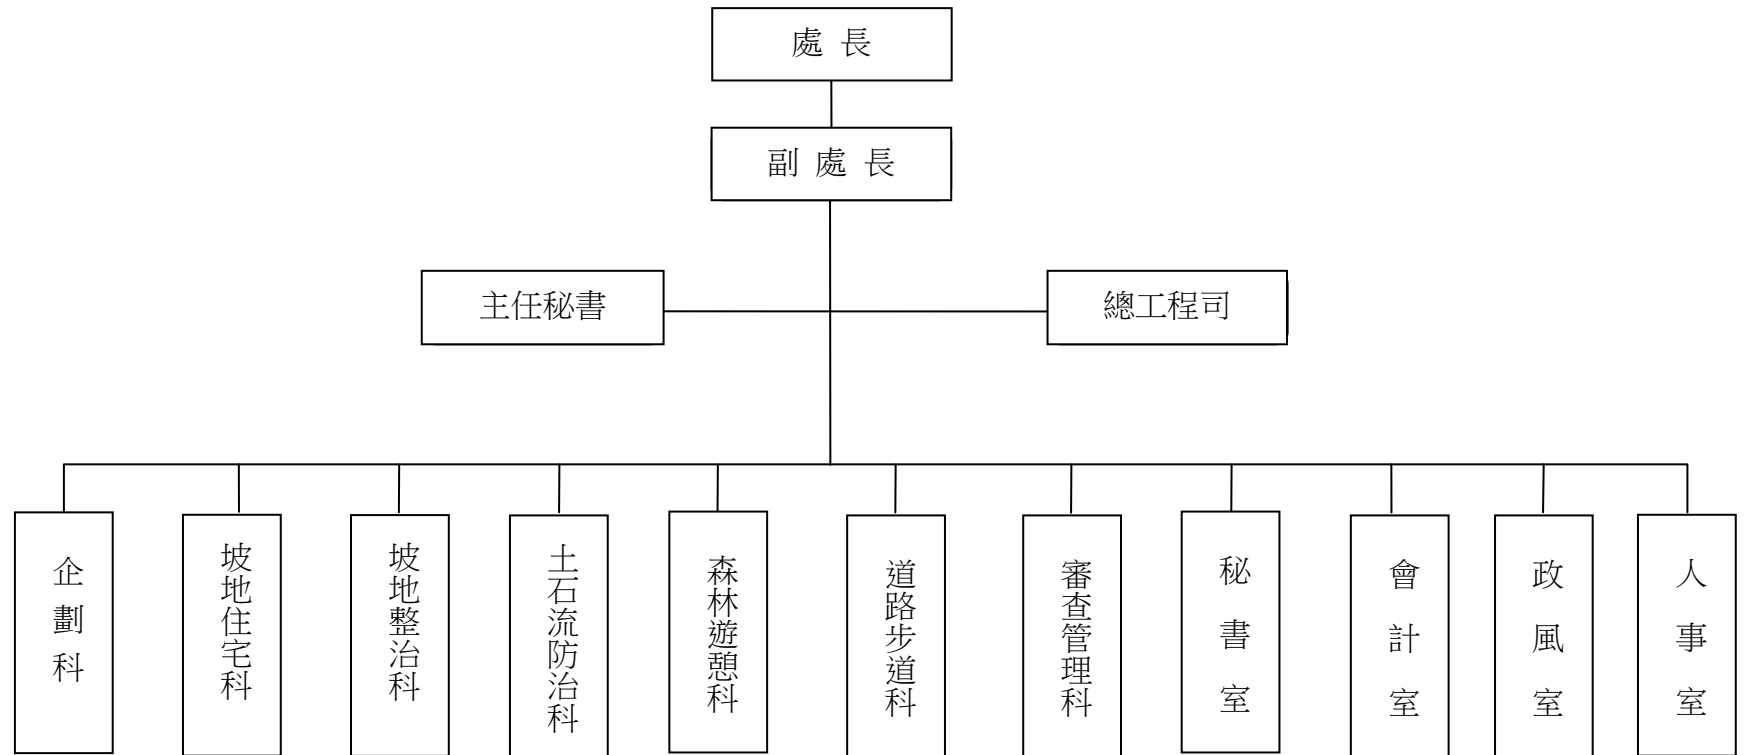 處 長
副 處 長
主任秘書
總工程司
企劃科
坡地住宅科
坡地整治科
土石流防治科
森林遊憩科
道路步道科
審查管理科
秘書室
會計室
政風室
人事室